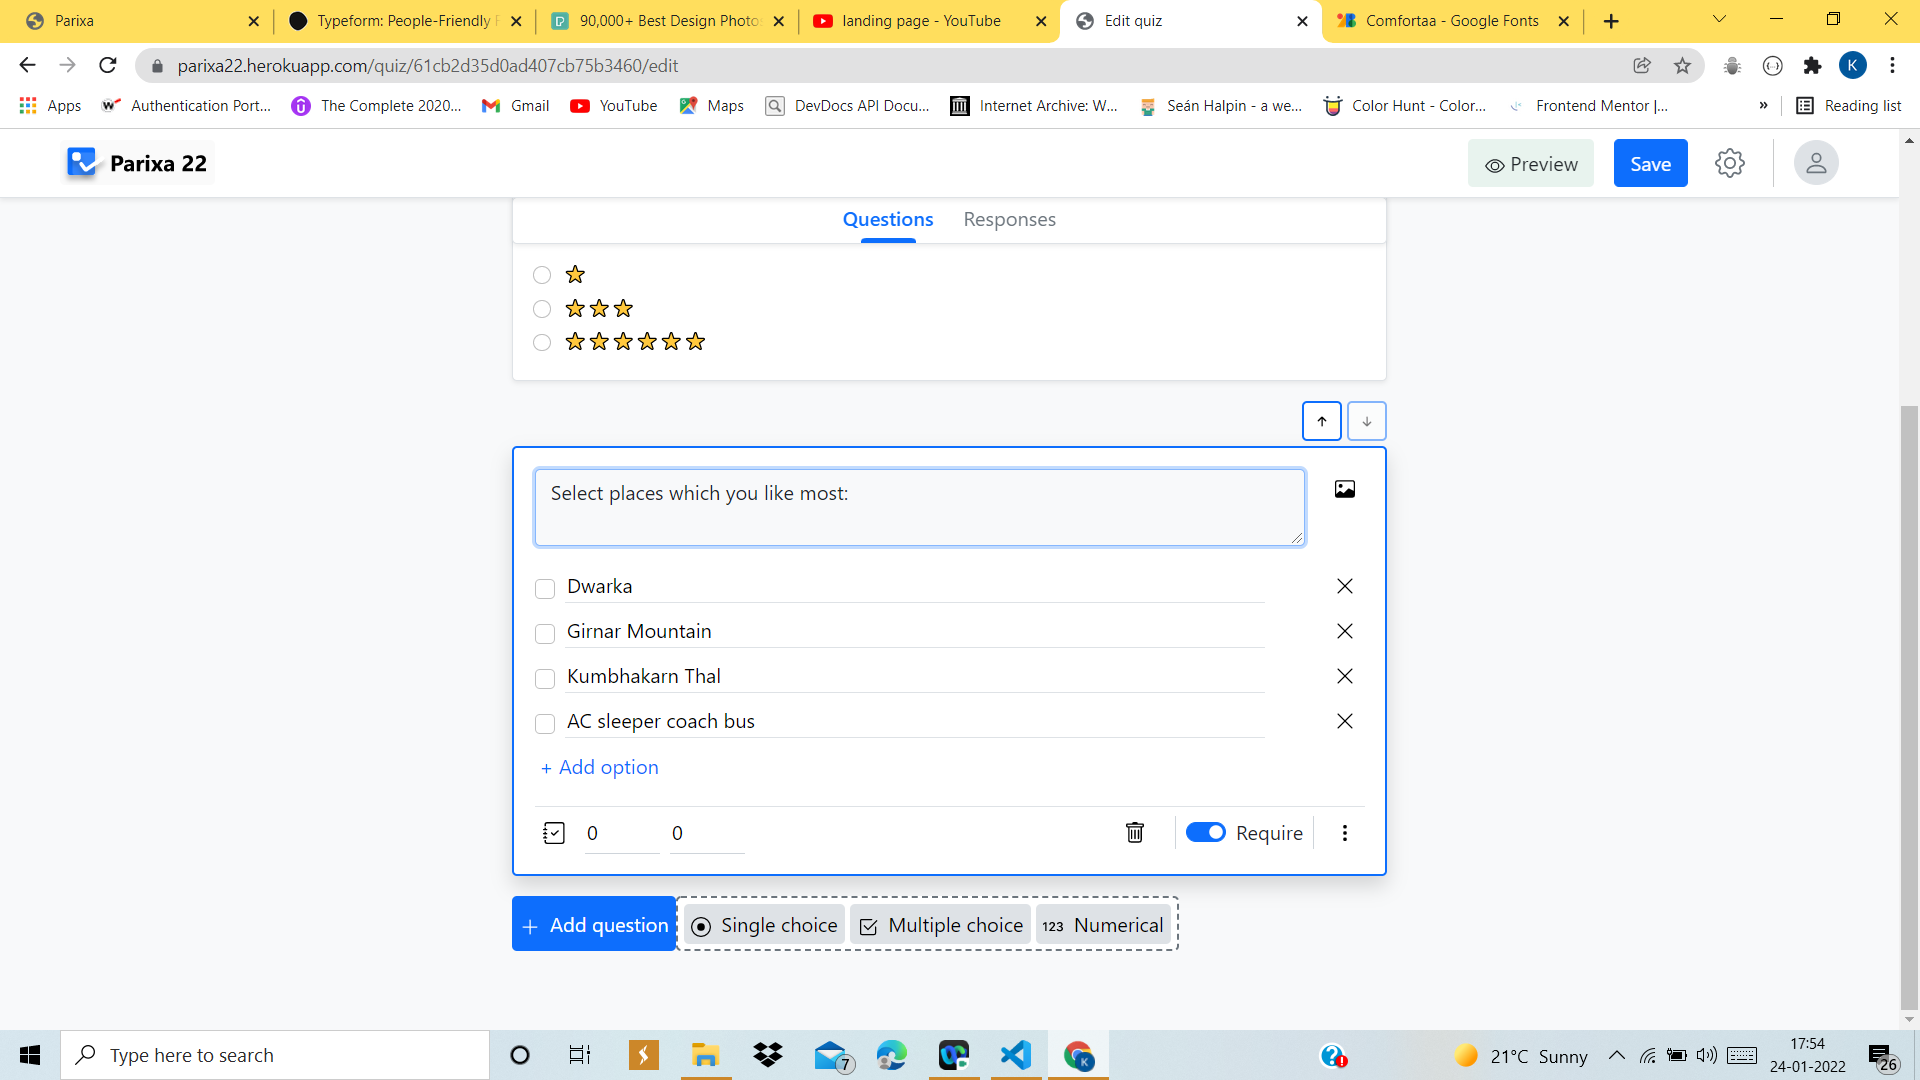 Parixa
Typeform: People-Friendly F
90,000+ Best Design Photos
landing page - YouTube
Edit quiz
Comfortaa - Google Fonts
parixa22.herokuapp.com/quiz/61cb2d35d0ad407cb75b3460/edit
K
Apps
Authentication Port...
The Complete 2020...
Gmail
YouTube
Maps
DevDocs API Docu...
Internet Archive: W...
Seán Halpin - a we...
Color Hunt - Color...
Frontend Mentor |...
»
Reading list
Parixa 22
Preview
Save
Questions
Responses
Select places which you like most:
Dwarka
Girnar Mountain
Kumbhakarn Thal
AC sleeper coach bus
+ Add option
0
0
Require
+ Add question
Single choice
Multiple choice
123 Numerical
Type here to search
7
K
21°C Sunny
17:54
24-01-2022
26